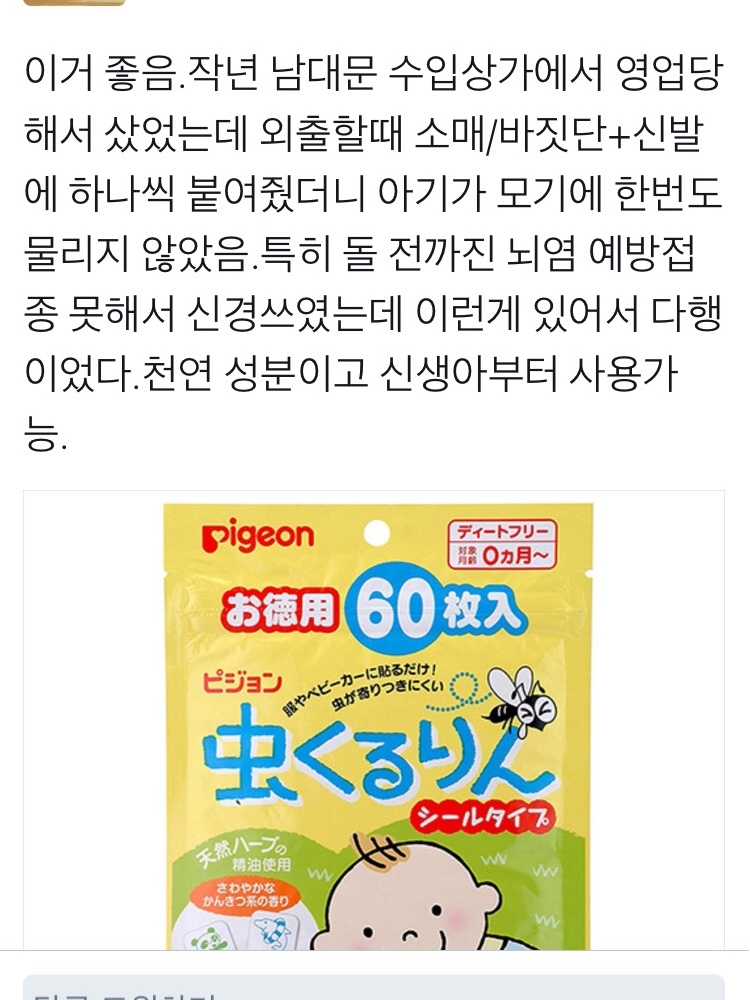 이거 좋음.작년 남대문 수입상가에서 영업당
해서 샀었는데 외출할때 소매/바짓단+신발
에 하나씩 붙여줬더니 아기가 모기에 한번도
물리지 않았음.특히 돌 전까진 뇌염 예방접
종 못해서 신경쓰였는데 이런게 있어서 다행
이었다.천연 성분이고 신생아부터 사용가
능.
pigeon
ディートフリー
対象月齢 0ヵ月～
お徳用 60枚入
ピジョン
服やベビーカーに貼るだけ!
虫が寄りつきにくい
虫くるりん
シールタイプ
天然ハーブの
精油使用
さわやかな
かんきつ系の香り